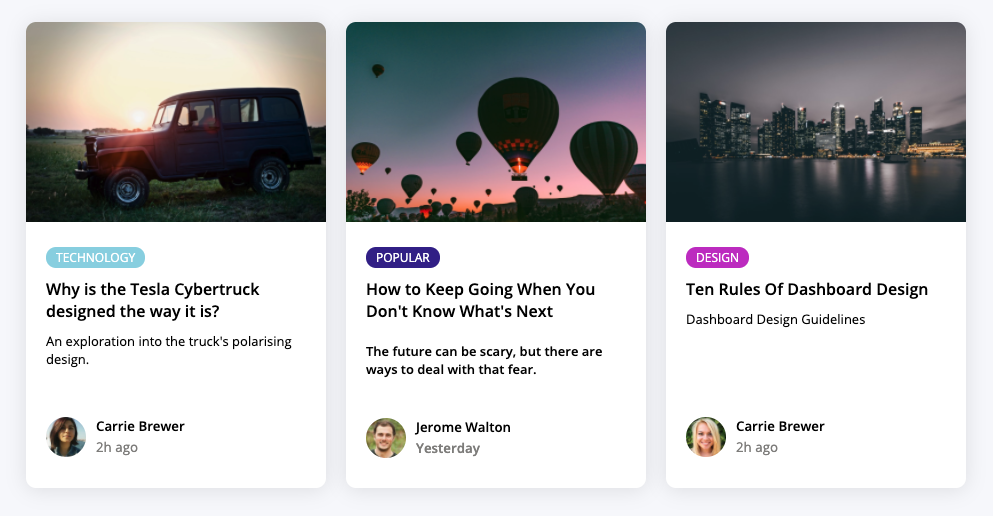 TECHNOLOGY
Why is the Tesla Cybertruck
designed the way it is?
An exploration into the truck's polarising
design.
Carrie Brewer
2h ago
POPULAR
How to Keep Going When You
Don't Know What's Next
The future can be scary, but there are
ways to deal with that fear.
Jerome Walton
Yesterday
DESIGN
Ten Rules Of Dashboard Design
Dashboard Design Guidelines
Carrie Brewer
2h ago